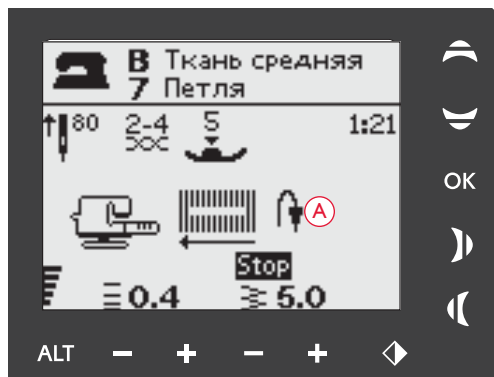 B Ткань средняя
7 Петля
80 2-4 5 1:21
A
Stop
0.4 5.0
OK
ALT − + − +